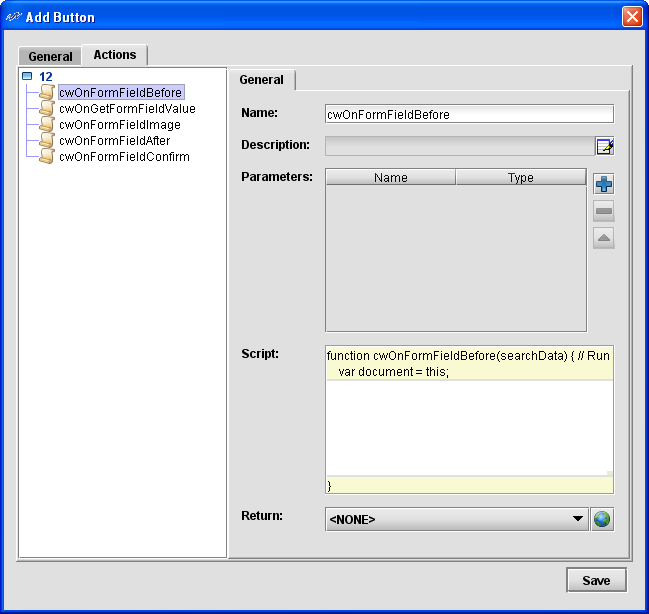 Add Button
General Actions
12
cwOnFormFieldBefore
cwOnGetFormFieldValue
cwOnFormFieldImage
cwOnFormFieldAfter
cwOnFormFieldConfirm
General
Name: cwOnFormFieldBefore
Description:
Parameters: Name Type
Script: function cwOnFormFieldBefore(searchData) { // Run
var document = this;
}
Return: <NONE>
Save